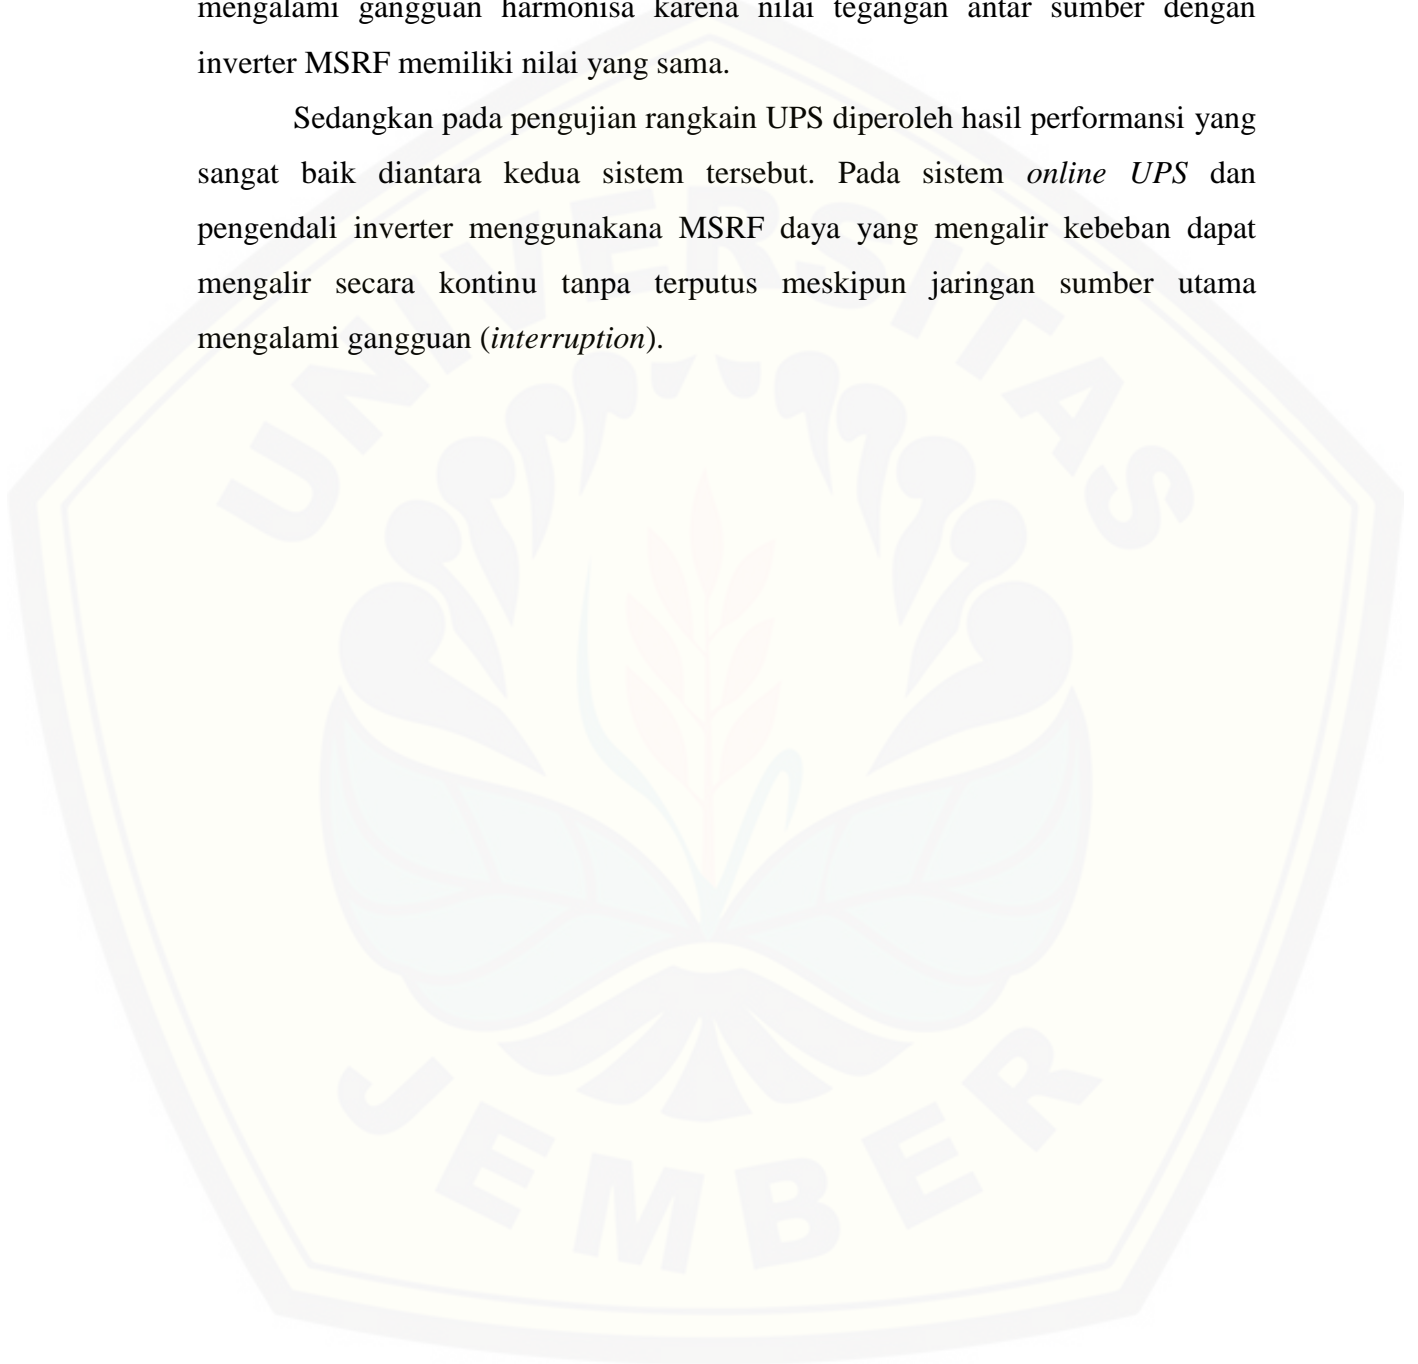 mengalami gangguan harmonisa karena nilai tegangan antar sumber dengan
inverter MSRF memiliki nilai yang sama.
Sedangkan pada pengujian rangkain UPS diperoleh hasil performansi yang
sangat baik diantara kedua sistem tersebut. Pada sistem online UPS dan
pengendali inverter menggunakana MSRF daya yang mengalir kebeban dapat
mengalir secara kontinu tanpa terputus meskipun jaringan sumber utama
mengalami gangguan (interruption).
UNIVERSITAS
JEMBER